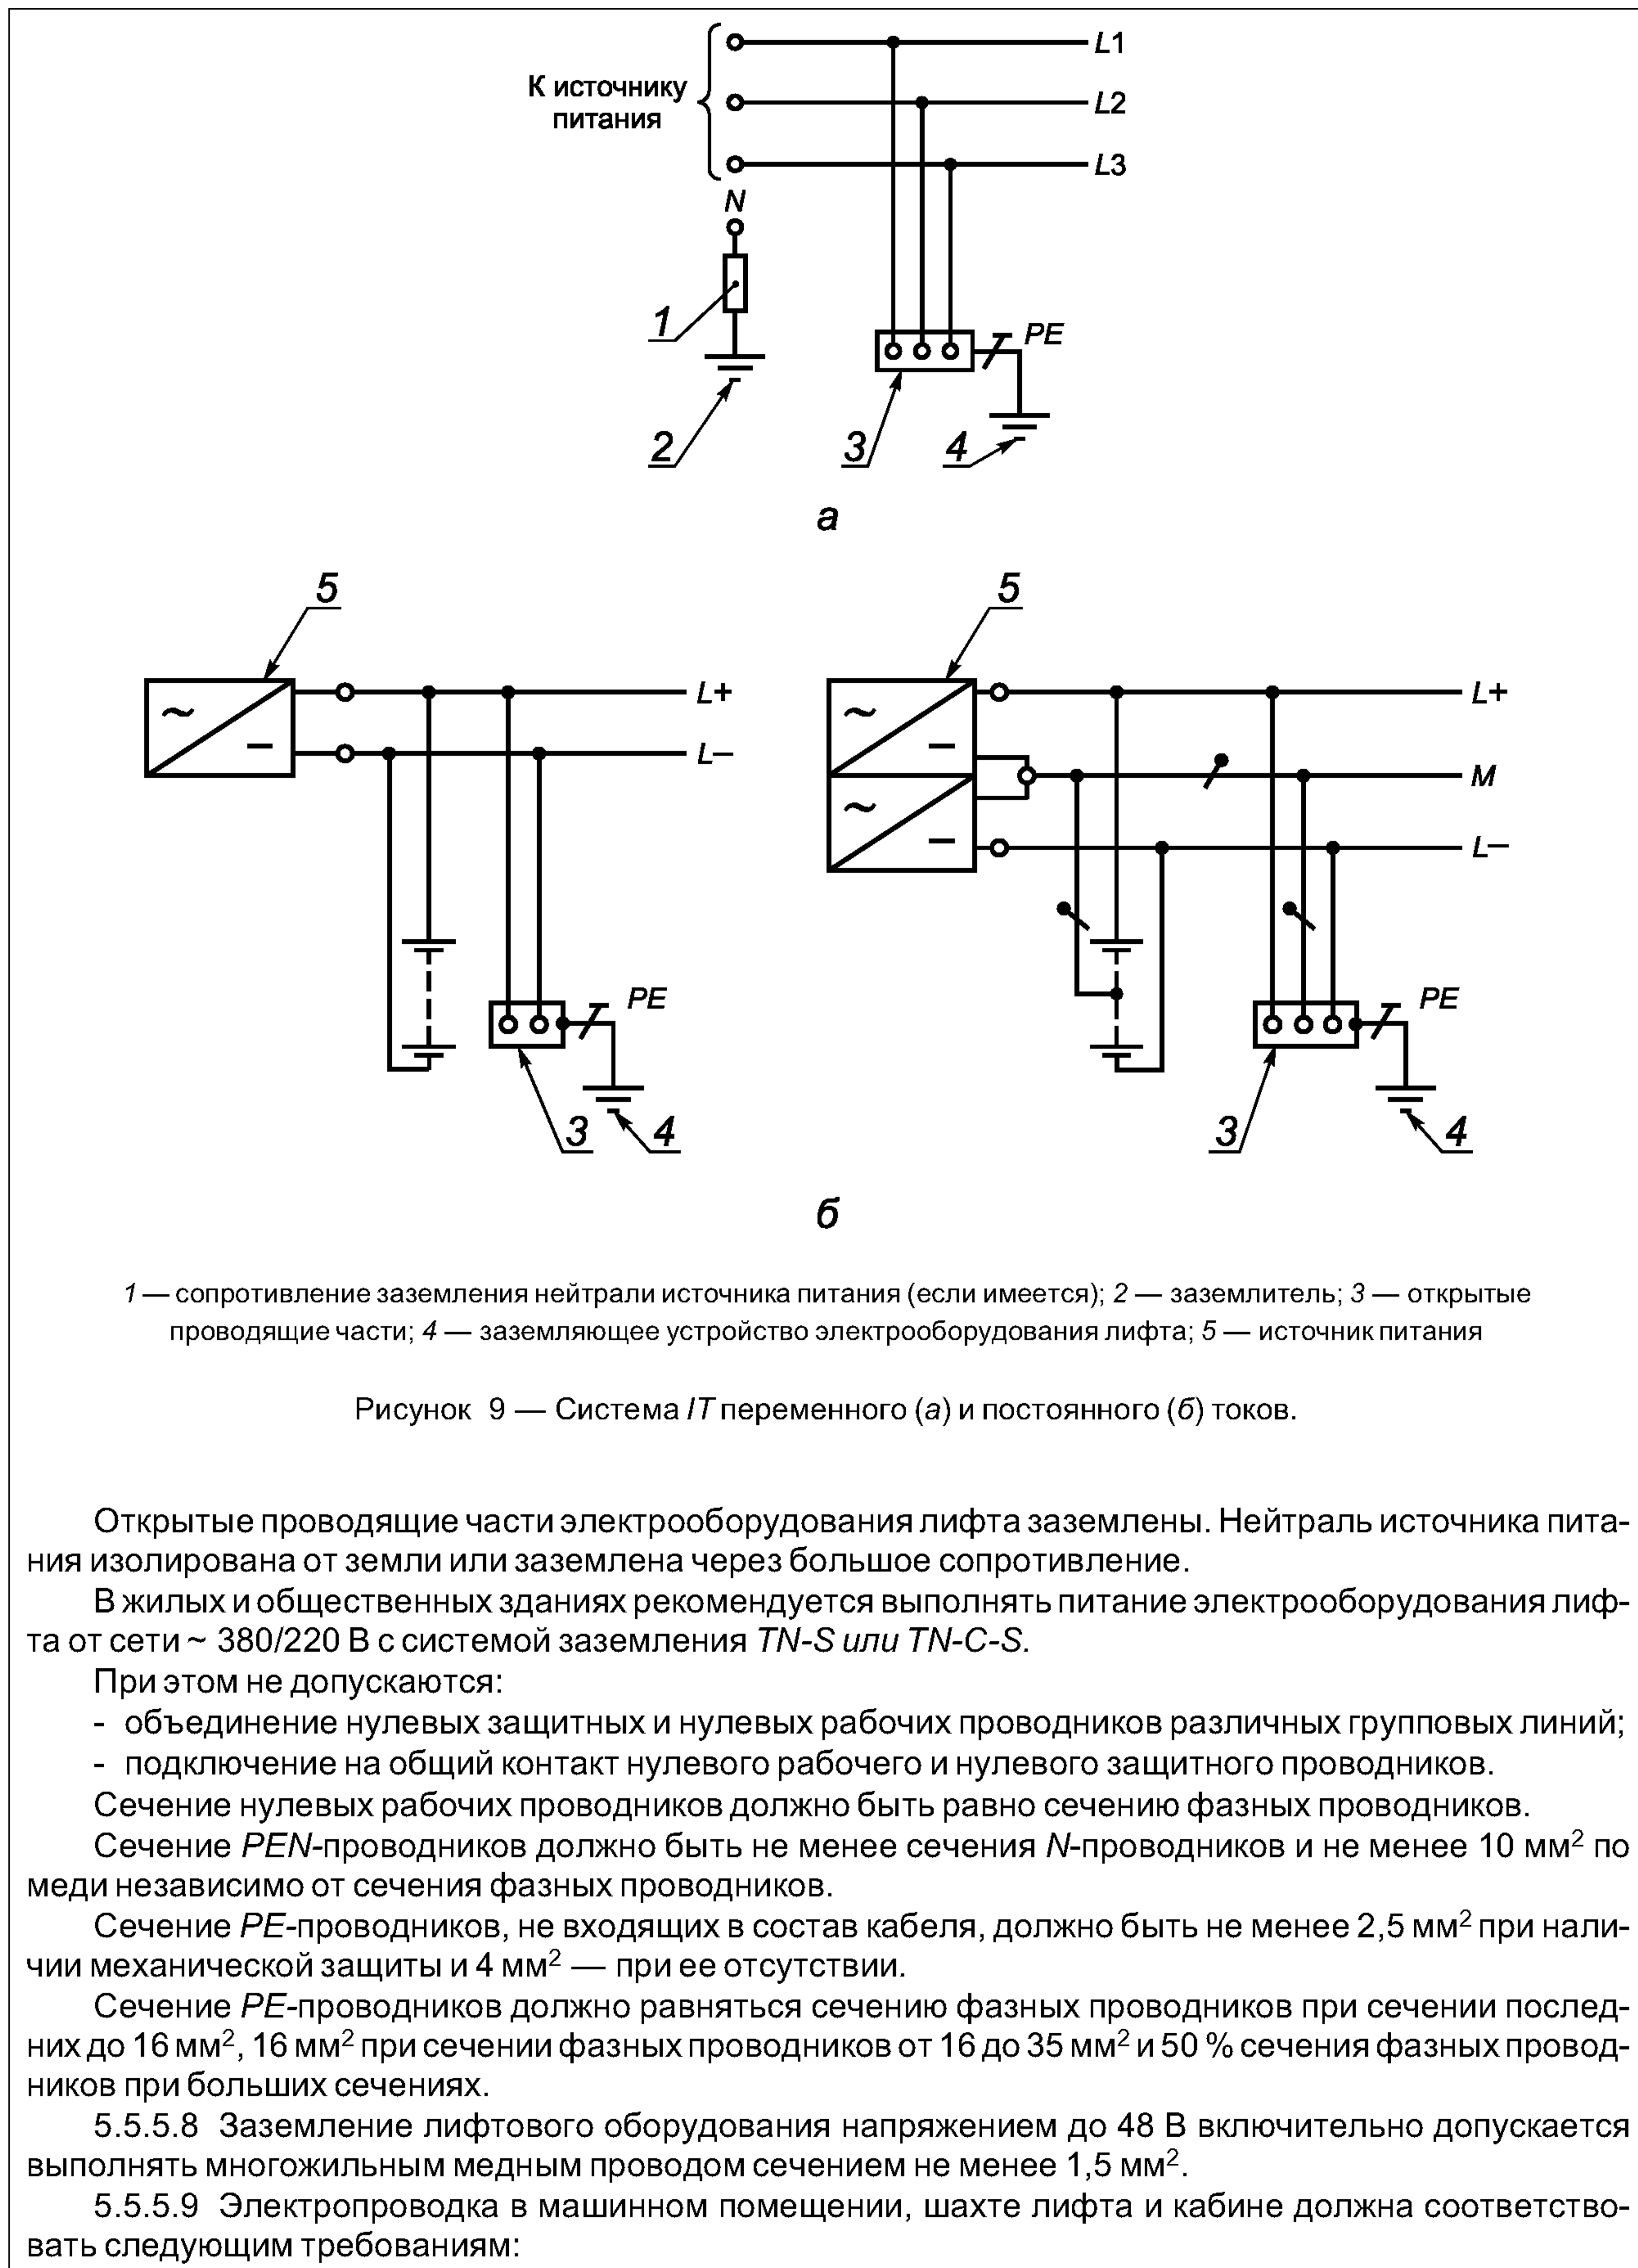 L1
К источнику
питания
L2
L3
N
1
PE
2
3
4
а
5
5
L+
L–
L+
M
L–
PE
PE
3
4
3
4
б
1 — сопротивление заземления нейтрали источника питания (если имеется); 2 — заземлитель; 3 — открытые
проводящие части; 4 — заземляющее устройство электрооборудования лифта; 5 — источник питания
Рисунок 9 — Система IT переменного (а) и постоянного (б) токов.
Открытые проводящие части электрооборудования лифта заземлены. Нейтраль источника пита-
ния изолирована от земли или заземлена через большое сопротивление.
В жилых и общественных зданиях рекомендуется выполнять питание электрооборудования лиф-
та от сети ~ 380/220 В с системой заземления TN-S или TN-C-S.
При этом не допускаются:
- объединение нулевых защитных и нулевых рабочих проводников различных групповых линий;
- подключение на общий контакт нулевого рабочего и нулевого защитного проводников.
Сечение нулевых рабочих проводников должно быть равно сечению фазных проводников.
Сечение PEN-проводников должно быть не менее сечения N-проводников и не менее 10 мм² по
меди независимо от сечения фазных проводников.
Сечение PE-проводников, не входящих в состав кабеля, должно быть не менее 2,5 мм² при нали-
чии механической защиты и 4 мм² — при ее отсутствии.
Сечение PE-проводников должно равняться сечению фазных проводников при сечении послед-
них до 16 мм², 16 мм² при сечении фазных проводников от 16 до 35 мм² и 50 % сечения фазных провод-
ников при больших сечениях.
5.5.5.8 Заземление лифтового оборудования напряжением до 48 В включительно допускается
выполнять многожильным медным проводом сечением не менее 1,5 мм².
5.5.5.9 Электропроводка в машинном помещении, шахте лифта и кабине должна соответство-
вать следующим требованиям: